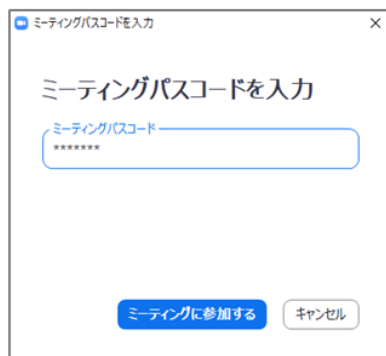 ミーティングパスコードを入力
ミーティングパスコードを入力
ミーティングパスコード
*******
ミーティングに参加する
キャンセル